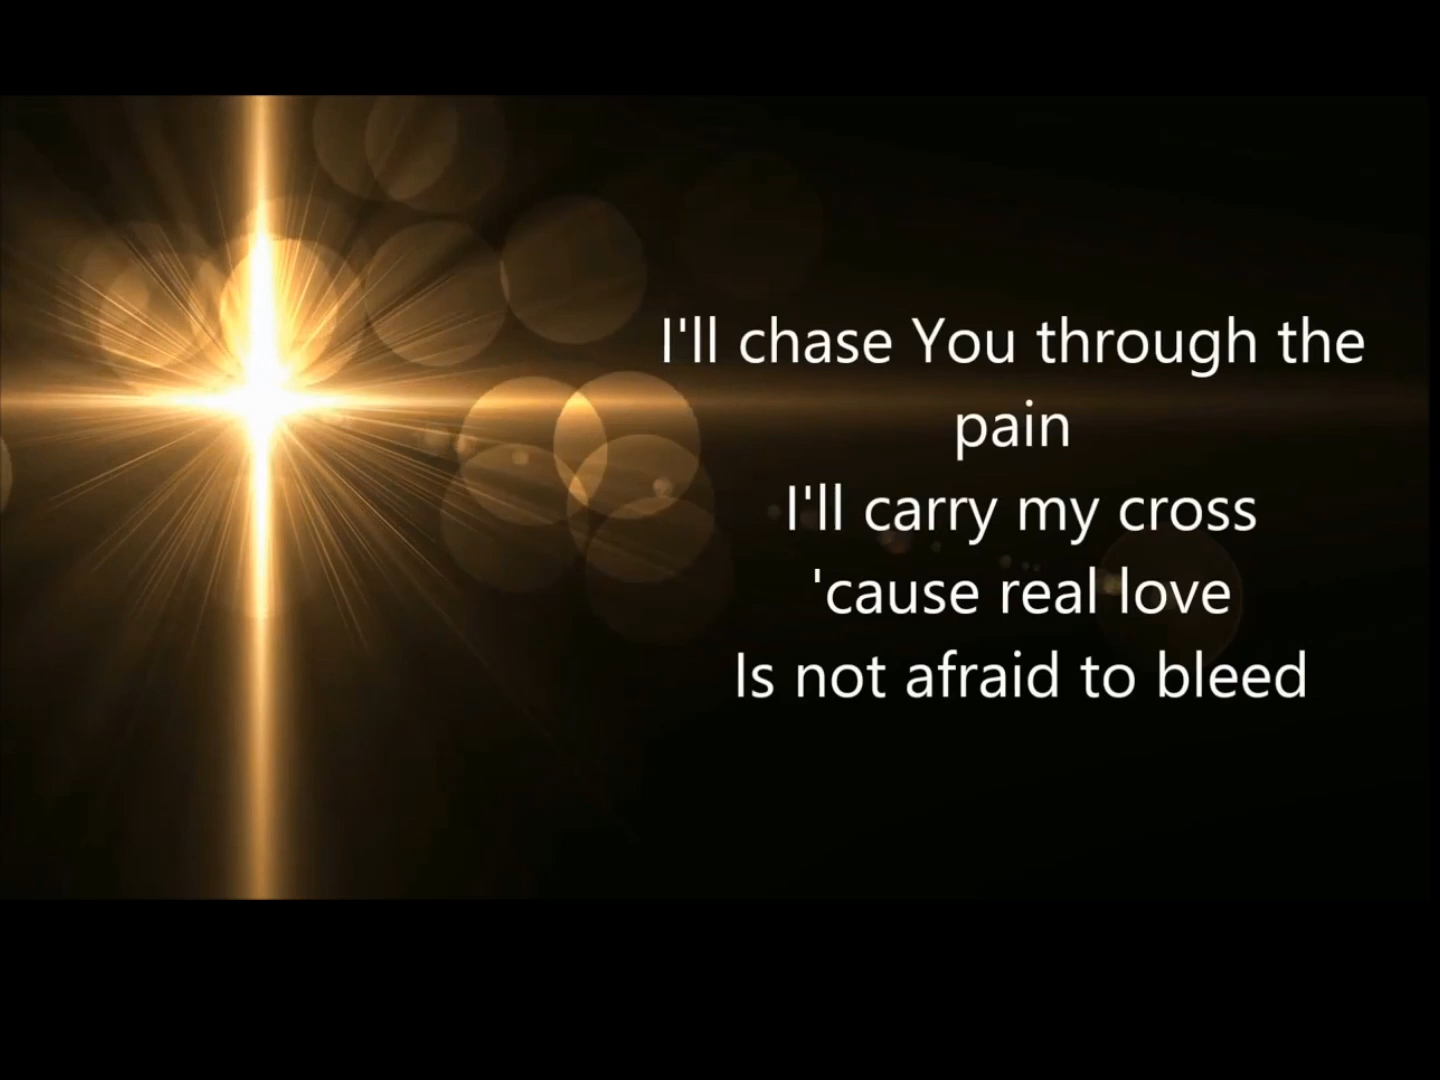 I'll chase You through the
pain
I'll carry my cross
'cause real love
Is not afraid to bleed